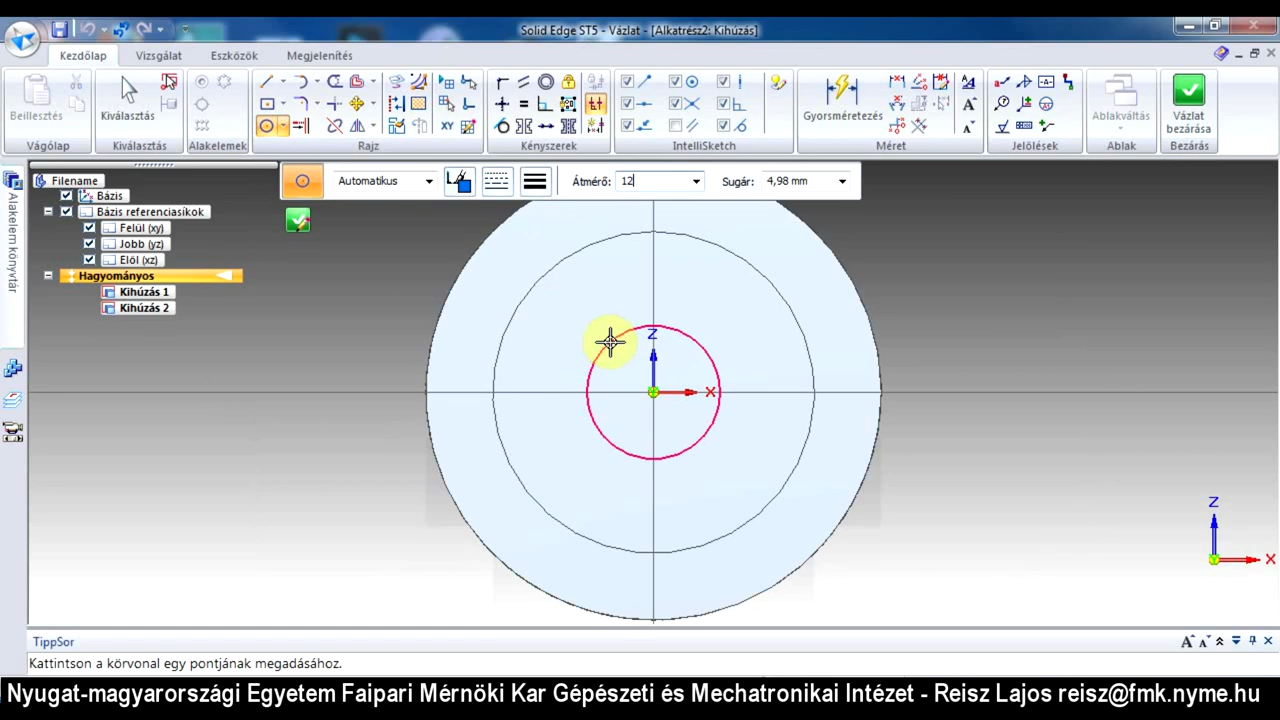 Solid Edge ST5 - Vázlat - [Alkatrész2: Kihúzás]
Kezdőlap Vizsgálat Eszközök Megjelenítés
Beillesztés
Kiválasztás
XY
Gyorsméretezés
Ablakváltás
Vázlat
bezárása
Vágólap Kiválasztás Alakelemek Rajz Kényszerek IntelliSketch Méret Jelölések Ablak Bezárás
Automatikus Átmérő: 12 Sugár: 4,98 mm
Alakelem könyvtár
Filename
Bázis
Bázis referenciasíkok
Felül (xy)
Jobb (yz)
Elöl (xz)
Hagyományos
Kihúzás 1
Kihúzás 2
Z
X
Z
X
TippSor
Kattintson a körvonal egy pontjának megadásához.
Nyugat-magyarországi Egyetem Faipari Mérnöki Kar Gépészeti és Mechatronikai Intézet - Reisz Lajos reisz@fmk.nyme.hu